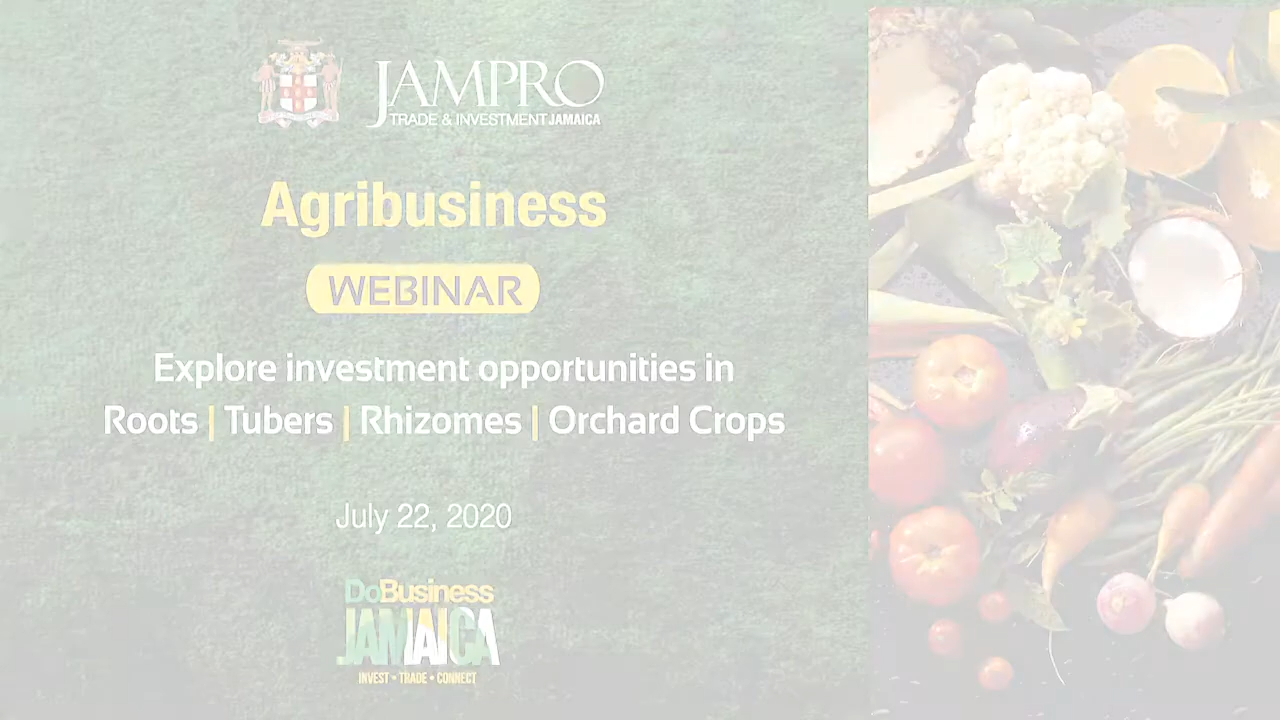 JAMPRO
TRADE & INVESTMENT JAMAICA
Agribusiness
WEBINAR
Explore investment opportunities in
Roots | Tubers | Rhizomes | Orchard Crops
July 22, 2020
DoBusiness
JAMAICA
INVEST • TRADE • CONNECT